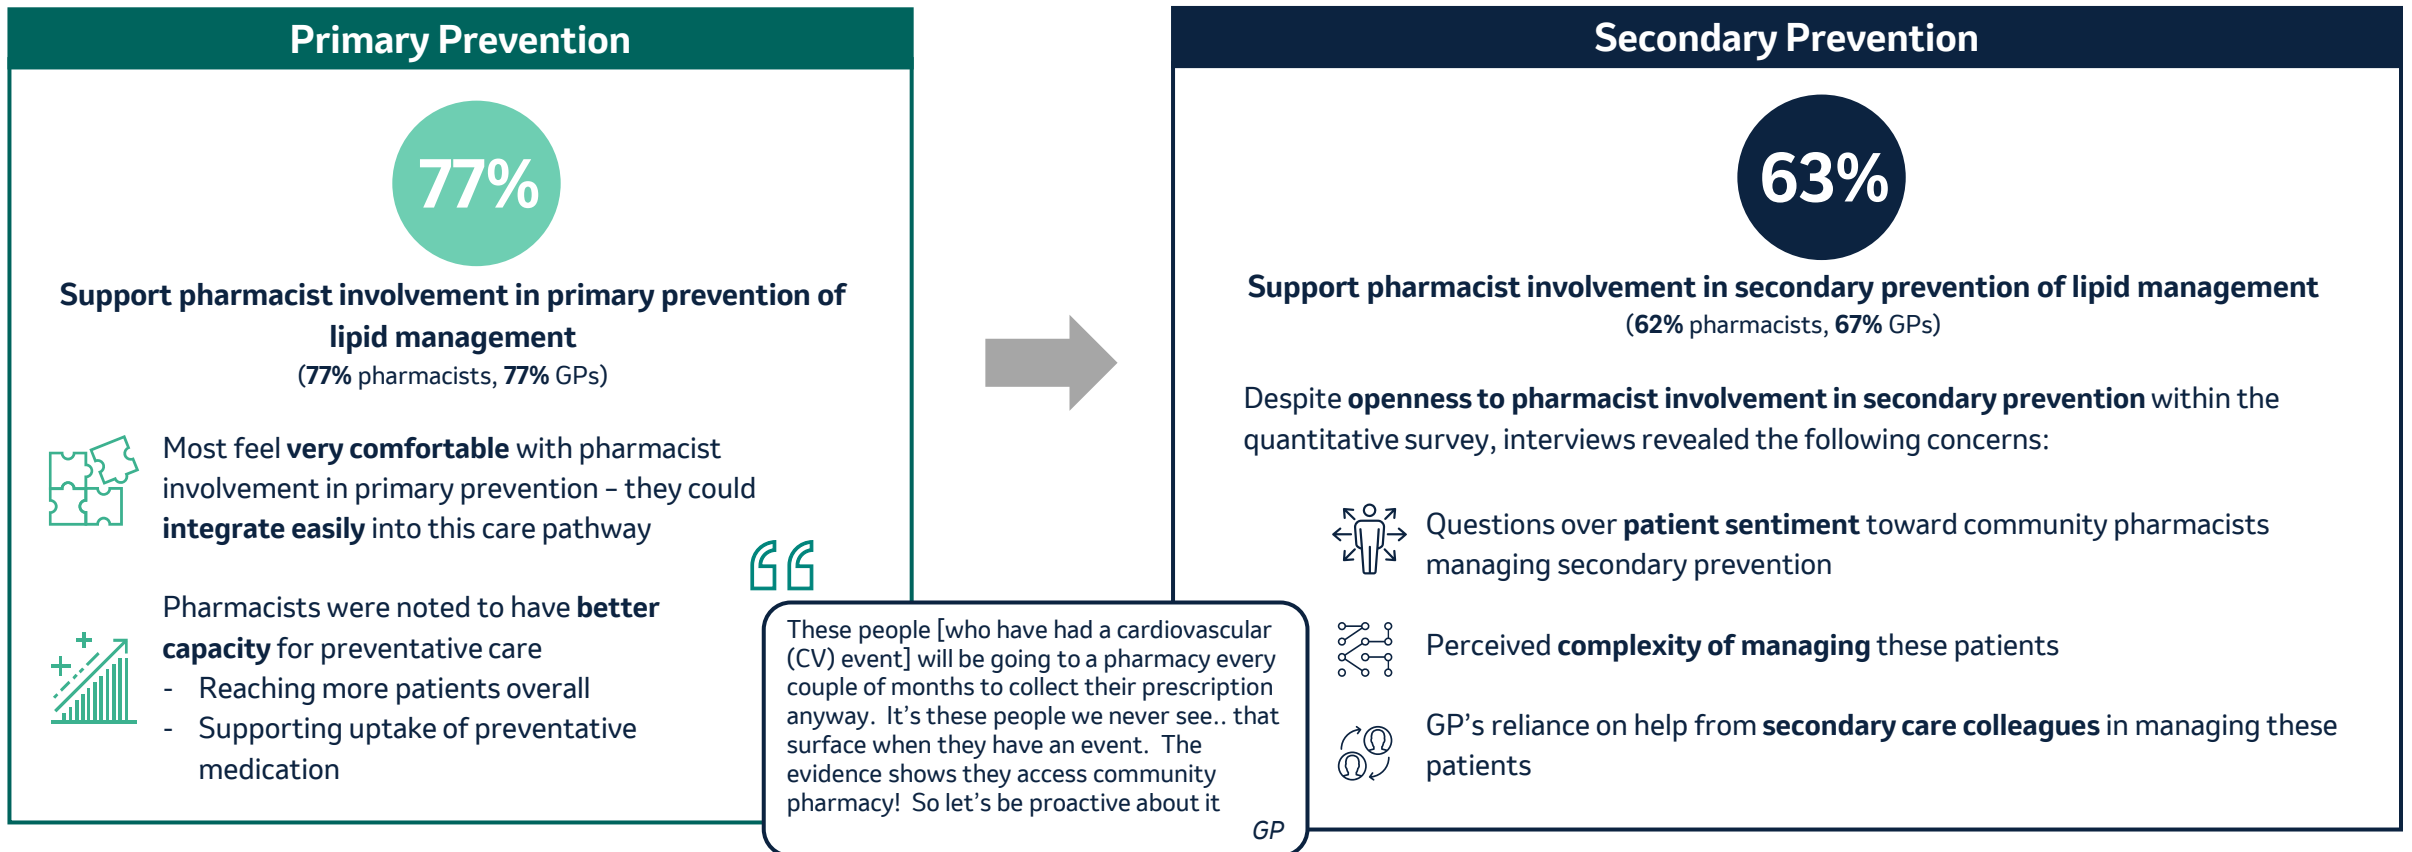 Primary Prevention
77%
Support pharmacist involvement in primary prevention of
lipid management
(77% pharmacists, 77% GPs)
Most feel very comfortable with pharmacist
involvement in primary prevention – they could
integrate easily into this care pathway
Pharmacists were noted to have better
capacity for preventative care
- Reaching more patients overall
- Supporting uptake of preventative
medication
These people [who have had a cardiovascular
(CV) event] will be going to a pharmacy every
couple of months to collect their prescription
anyway. It's these people we never see.. that
surface when they have an event. The
evidence shows they access community
pharmacy! So let's be proactive about it
GP
Secondary Prevention
63%
Support pharmacist involvement in secondary prevention of lipid management
(62% pharmacists, 67% GPs)
Despite openness to pharmacist involvement in secondary prevention within the
quantitative survey, interviews revealed the following concerns:
Questions over patient sentiment toward community pharmacists
managing secondary prevention
Perceived complexity of managing these patients
GP's reliance on help from secondary care colleagues in managing these
patients